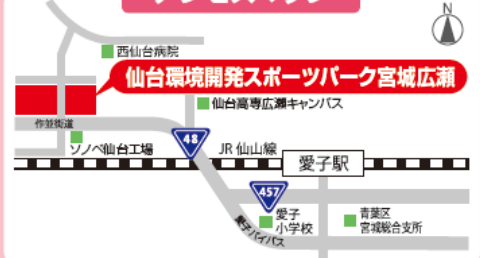 N
西仙台病院
仙台環境開発スポーツパーク宮城広瀬
仙台高専広瀬キャンパス
作並街道
ソノベ仙台工場
48
JR 仙山線
愛子駅
457
愛子
小学校
愛子バイパス
青葉区
宮城総合支所